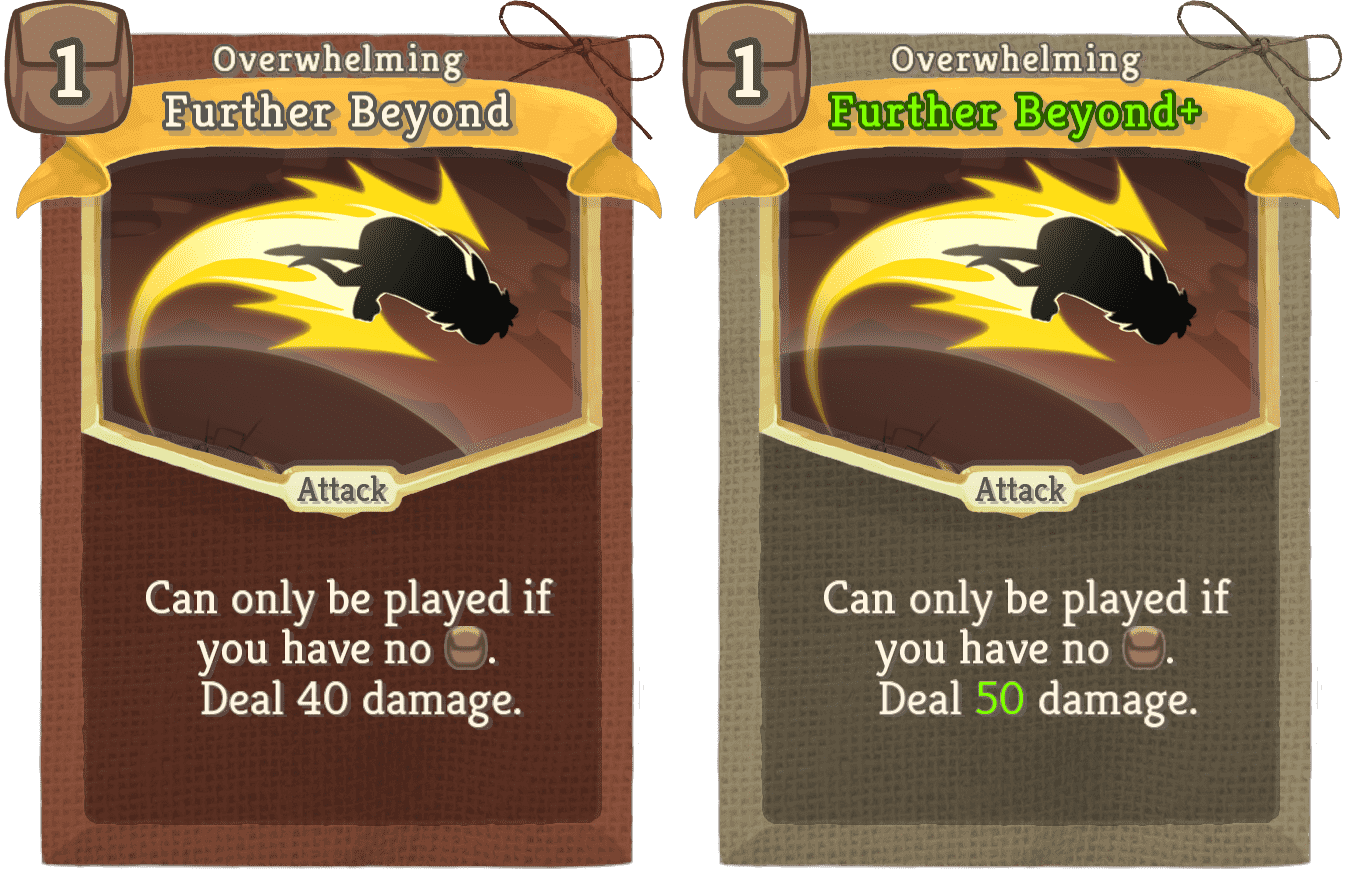 1
Overwhelming
Further Beyond
Attack
Can only be played if
you have no .
Deal 40 damage.
1
Overwhelming
Further Beyond+
Attack
Can only be played if
you have no .
Deal 50 damage.